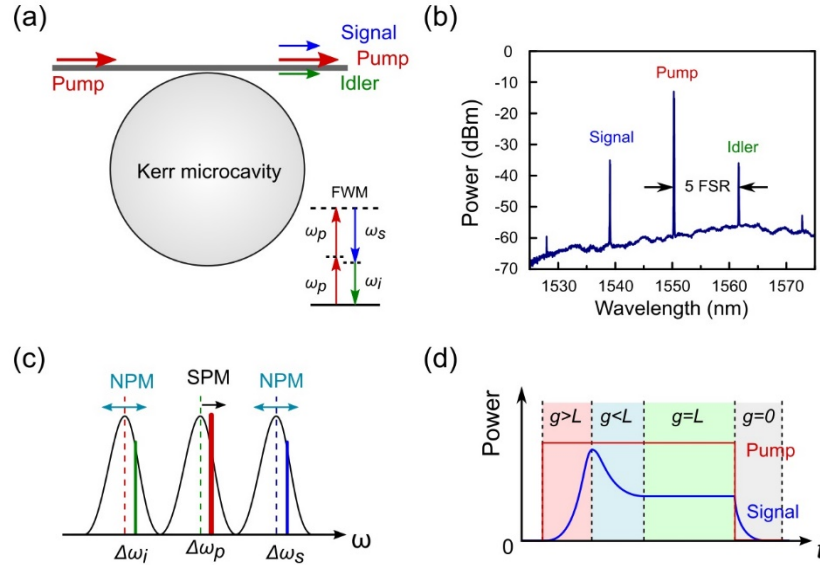 (a)
Signal
Pump
Pump
Idler
Kerr microcavity
FWM
ωp
ωs
ωp
ωi
(b)
Power (dBm)
0
-10
-20
-30
-40
-50
-60
-70
Pump
Signal
Idler
5 FSR
1530 1540 1550 1560 1570
Wavelength (nm)
(c)
NPM
SPM
NPM
Δωi
Δωp
Δωs
ω
(d)
Power
g>L
g<L
g=L
g=0
Pump
Signal
0
t